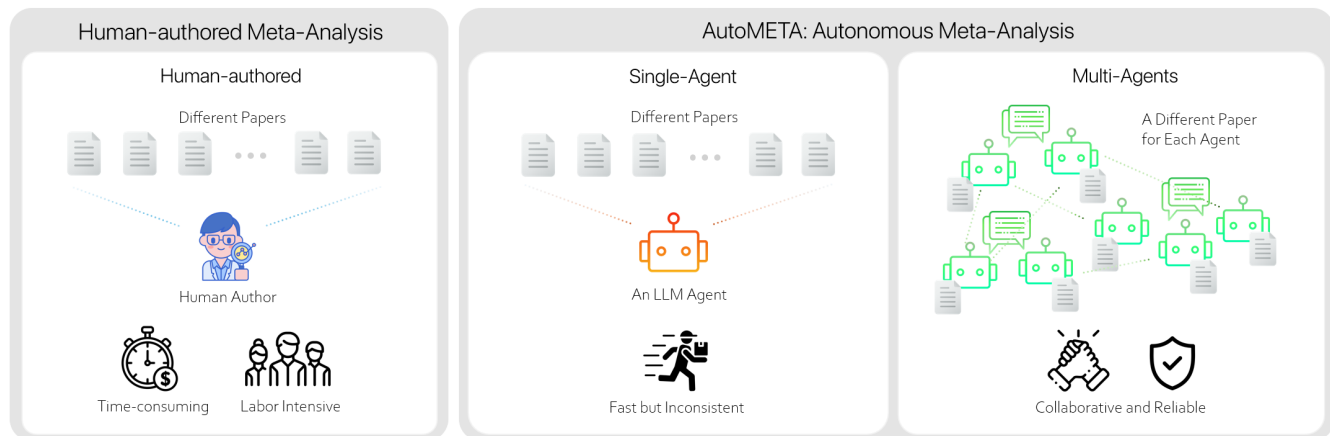 Human-authored Meta-Analysis
Human-authored
Different Papers
Human Author
Time-consuming
Labor Intensive
AutoMETA: Autonomous Meta-Analysis
Single-Agent
Different Papers
An LLM Agent
Fast but Inconsistent
Multi-Agents
A Different Paper
for Each Agent
Collaborative and Reliable
$